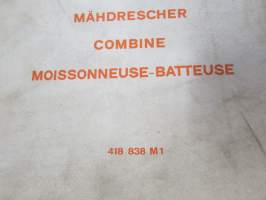 MÄHDRESCHER
COMBINE
MOISSONNEUSE-BATTEUSE
418 838 M1